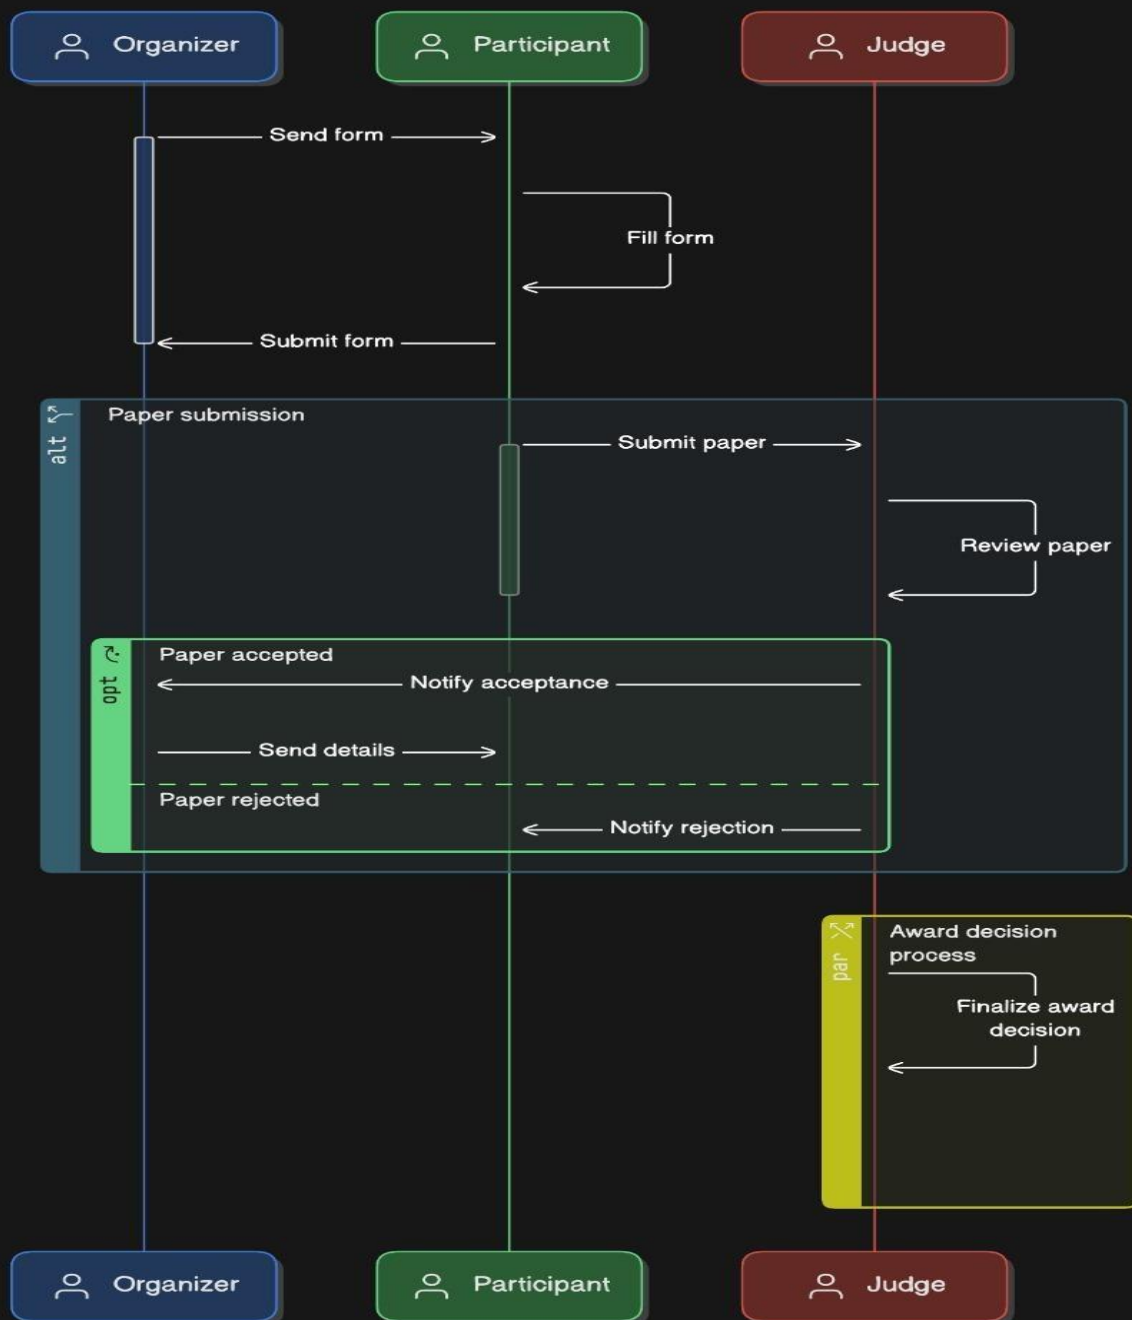 Organizer
Participant
Judge
Send form
Fill form
Submit form
alt
Paper submission
Submit paper
Review paper
opt
Paper accepted
Notify acceptance
Send details
Paper rejected
Notify rejection
par
Award decision
process
Finalize award
decision
Organizer
Participant
Judge